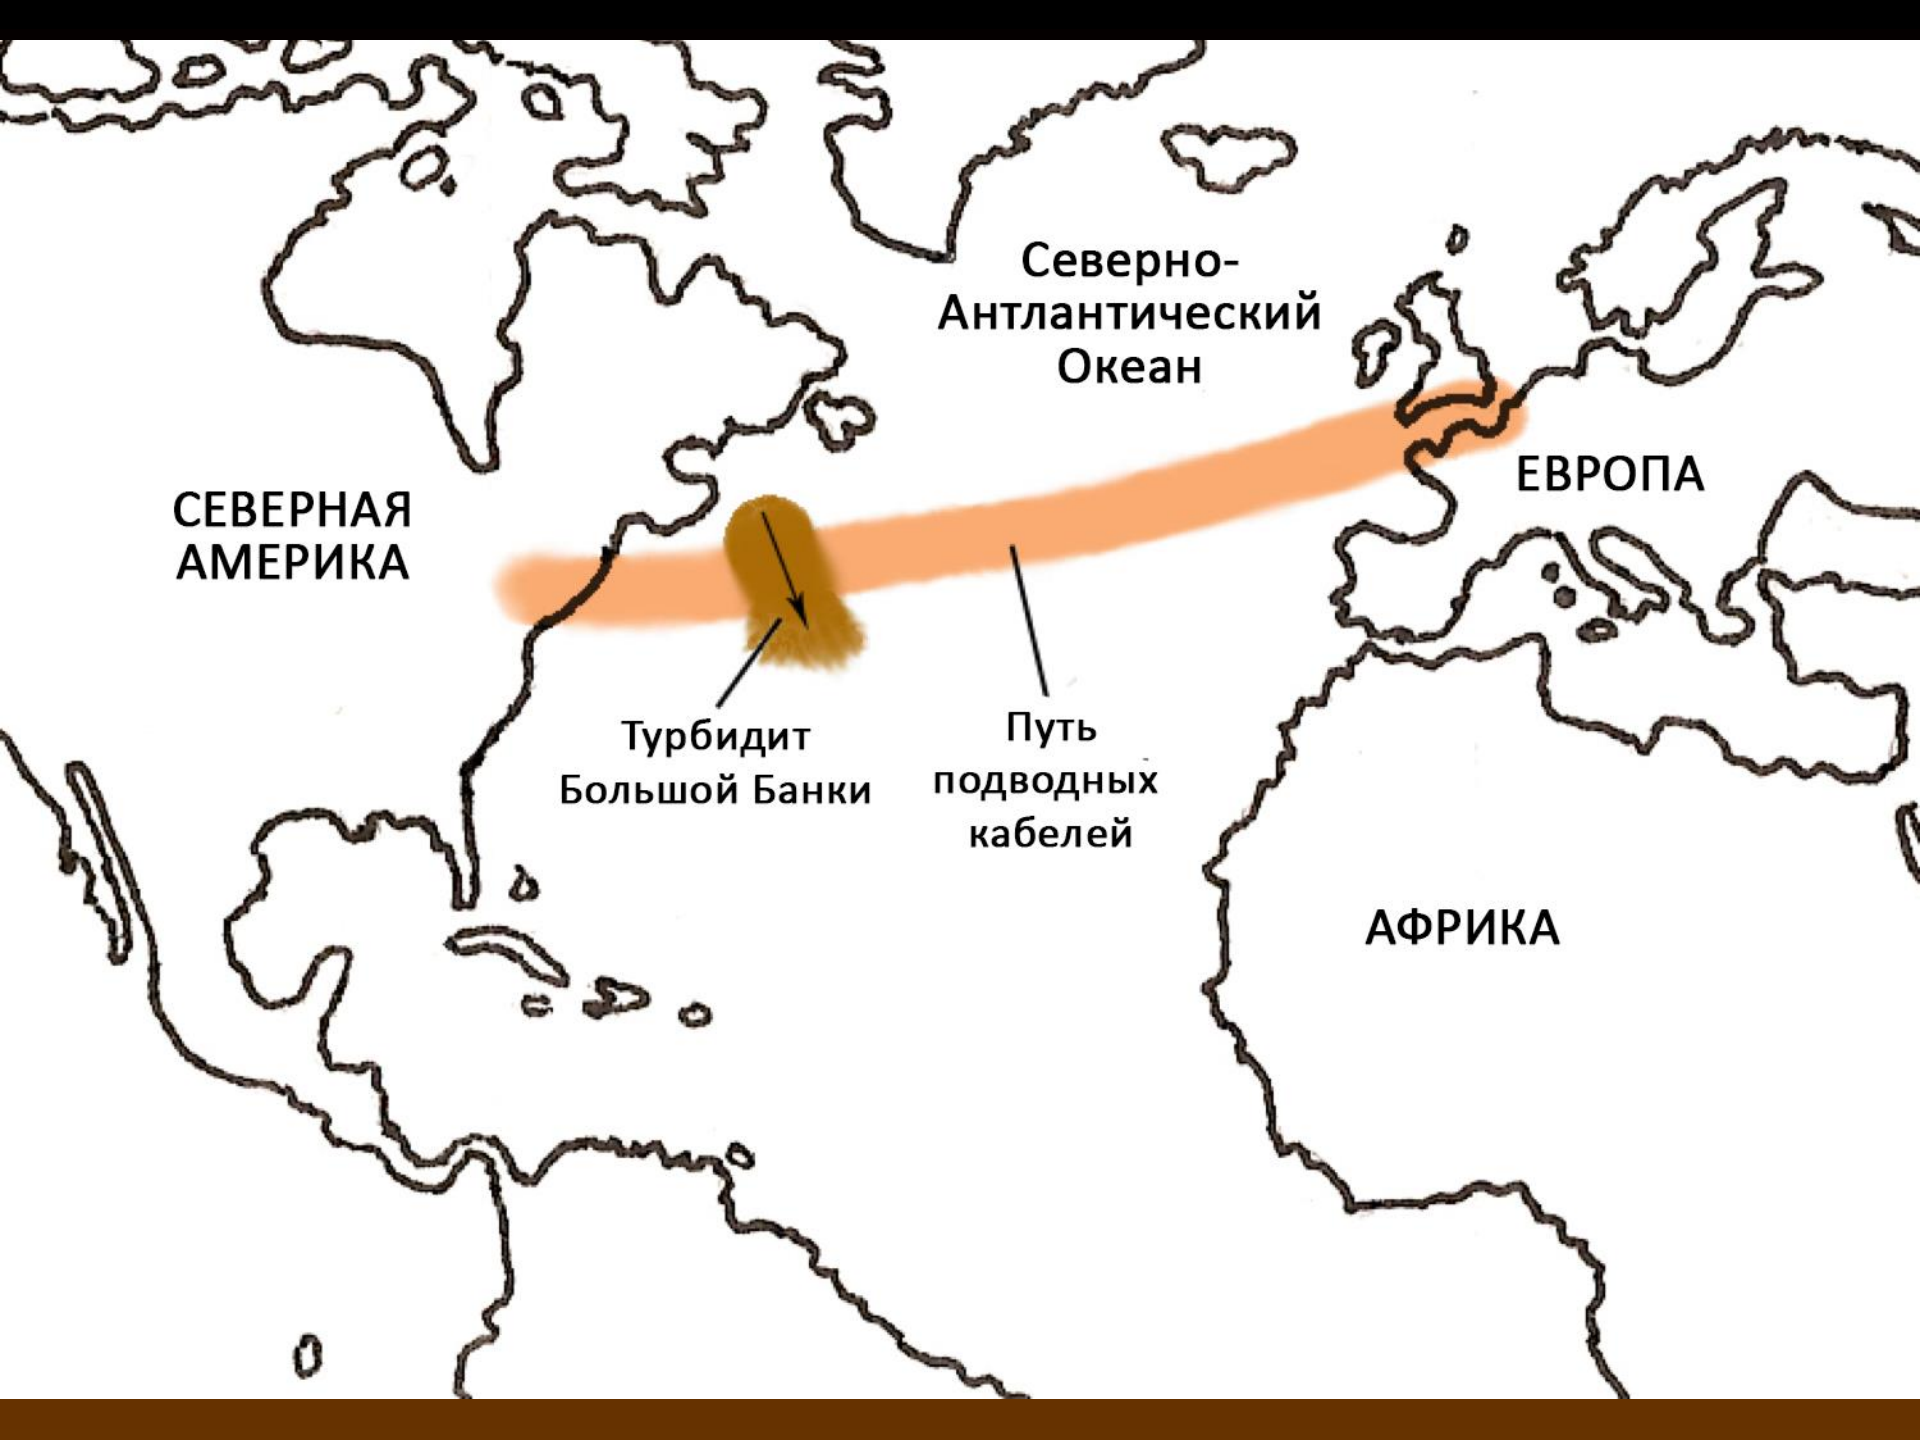 Северно-
Антлантический
Океан
ЕВРОПА
СЕВЕРНАЯ
АМЕРИКА
Турбидит
Большой Банки
Путь
подводных
кабелей
АФРИКА